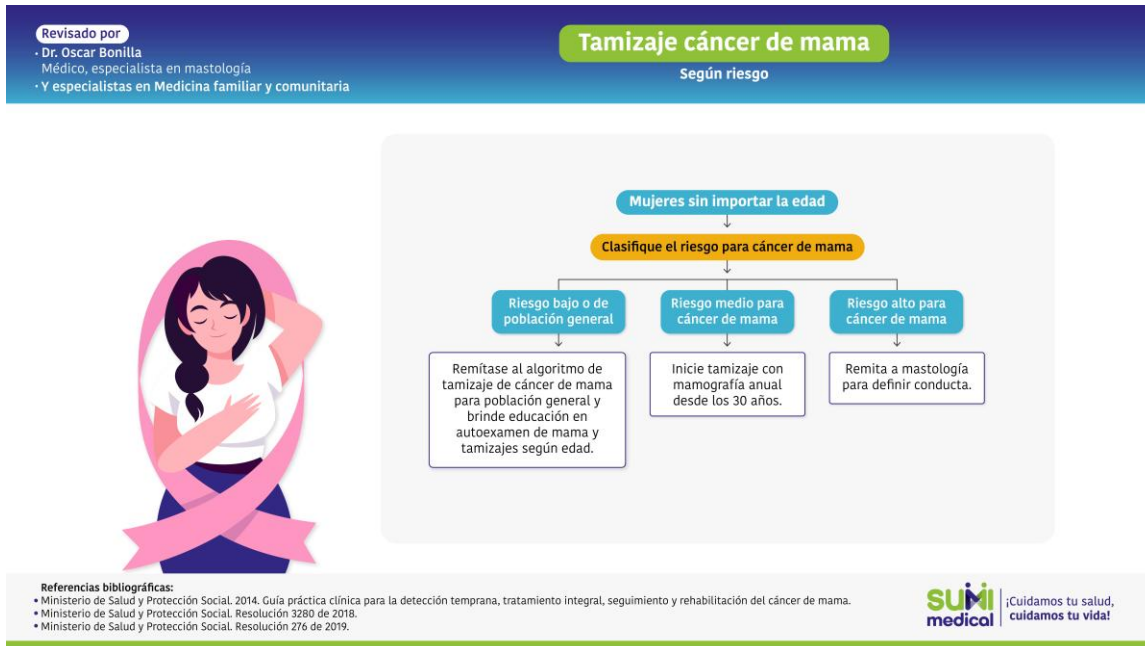 Revisado por
· Dr. Oscar Bonilla
Médico, especialista en mastología
· Y especialistas en Medicina familiar y comunitaria
Tamizaje cáncer de mama
Según riesgo
Mujeres sin importar la edad
Clasifique el riesgo para cáncer de mama
Riesgo bajo o de
población general
Riesgo medio para
cáncer de mama
Riesgo alto para
cáncer de mama
Remítase al algoritmo de
tamizaje de cáncer de mama
para población general y
brinde educación en
autoexamen de mama y
tamizajes según edad.
Inicie tamizaje con
mamografía anual
desde los 30 años.
Remita a mastología
para definir conducta.
Referencias bibliográficas:
• Ministerio de Salud y Protección Social. 2014. Guía práctica clínica para la detección temprana, tratamiento integral, seguimiento y rehabilitación del cáncer de mama.
• Ministerio de Salud y Protección Social. Resolución 3280 de 2018.
• Ministerio de Salud y Protección Social. Resolución 276 de 2019.
SUMI
medical
¡Cuidamos tu salud,
cuidamos tu vida!